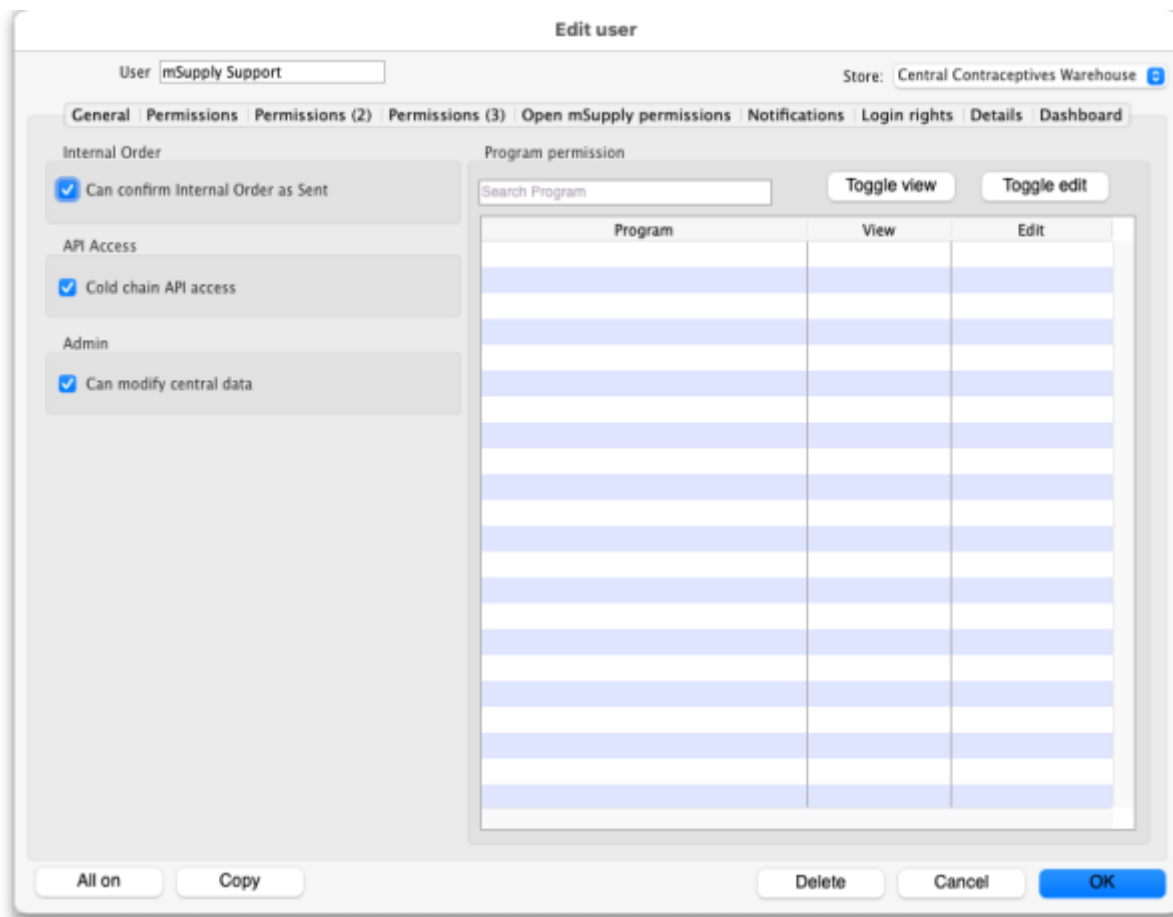 Edit user
User mSupply Support
Store: Central Contraceptives Warehouse
General Permissions Permissions (2) Permissions (3) Open mSupply permissions Notifications Login rights Details Dashboard
Internal Order
Can confirm Internal Order as Sent
API Access
Cold chain API access
Admin
Can modify central data
Program permission
Search Program Toggle view Toggle edit
Program View Edit
All on Copy Delete Cancel OK